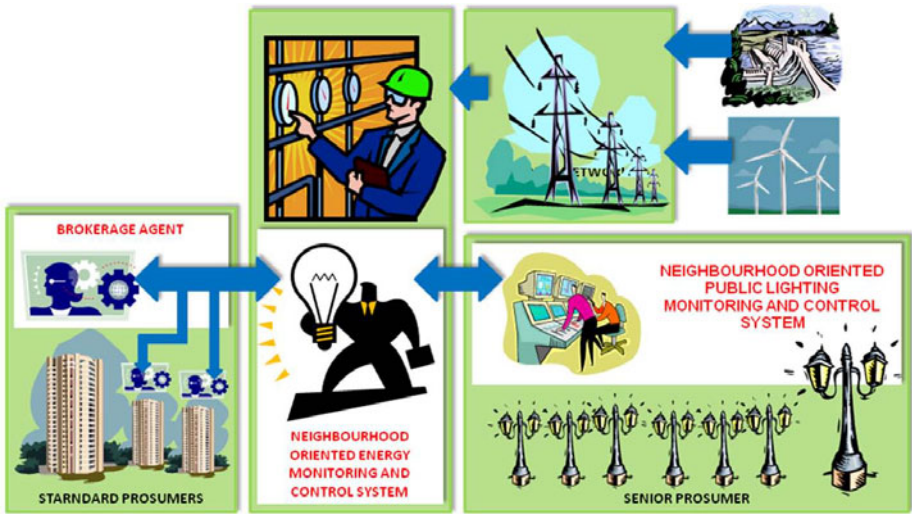 BROKERAGE AGENT
STARNDARD PROSUMERS
NEIGHBOURHOOD
ORIENTED ENERGY
MONITORING AND
CONTROL SYSTEM
NEIGHBOURHOOD ORIENTED
PUBLIC LIGHTING
MONITORING AND CONTROL
SYSTEM
SENIOR PROSUMER